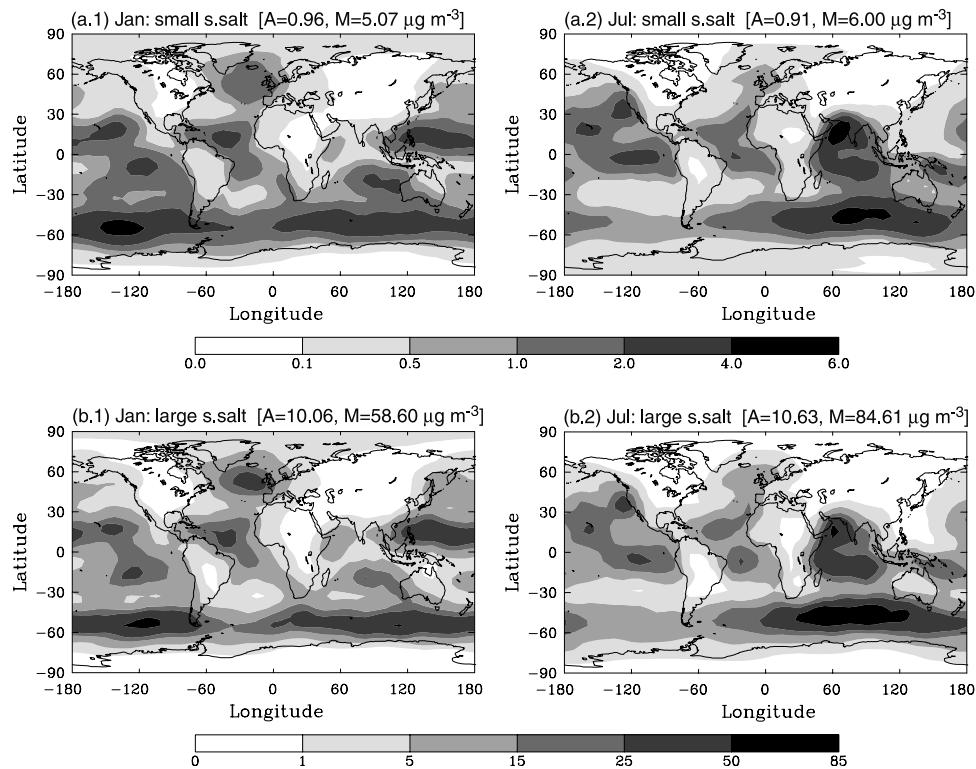 (a.1) Jan: small s.salt [A=0.96, M=5.07 μg m-3]
(a.2) Jul: small s.salt [A=0.91, M=6.00 μg m-3]
90
60
30
0
−30
−60
−90
Latitude
−180 −120 −60 0 60 120 180
Longitude
90
60
30
0
−30
−60
−90
Latitude
−180 −120 −60 0 60 120 180
Longitude
0.0 0.1 0.5 1.0 2.0 4.0 6.0
(b.1) Jan: large s.salt [A=10.06, M=58.60 μg m-3]
(b.2) Jul: large s.salt [A=10.63, M=84.61 μg m-3]
90
60
30
0
−30
−60
−90
Latitude
−180 −120 −60 0 60 120 180
Longitude
90
60
30
0
−30
−60
−90
Latitude
−180 −120 −60 0 60 120 180
Longitude
0 1 5 15 25 50 85